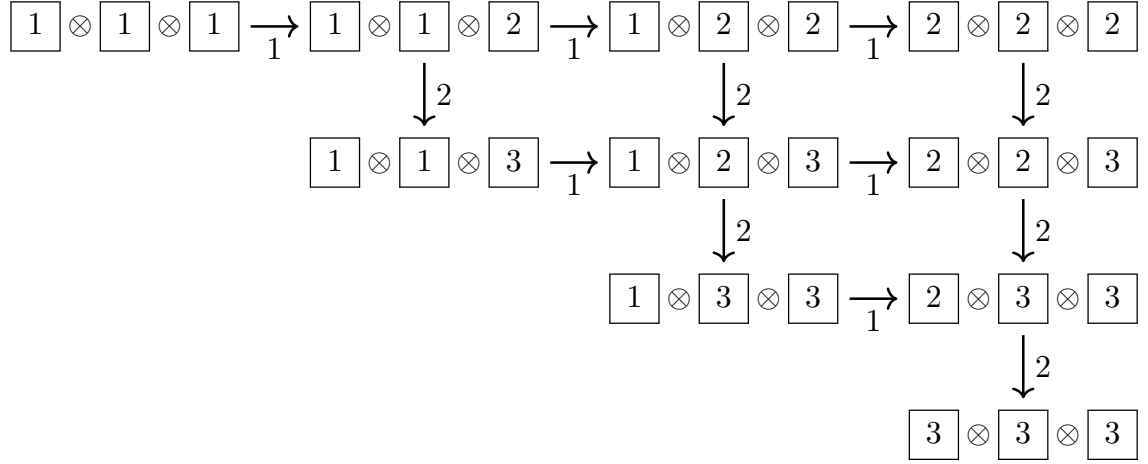 1 ⊗ 1 ⊗ 1 → 1 ⊗ 1 ⊗ 2 → 1 ⊗ 2 ⊗ 2 → 2 ⊗ 2 ⊗ 2
1 1 1
2 2 2
1 ⊗ 1 ⊗ 3 → 1 ⊗ 2 ⊗ 3 → 2 ⊗ 2 ⊗ 3
1 1
2 2
1 ⊗ 3 ⊗ 3 → 2 ⊗ 3 ⊗ 3
1
2
3 ⊗ 3 ⊗ 3